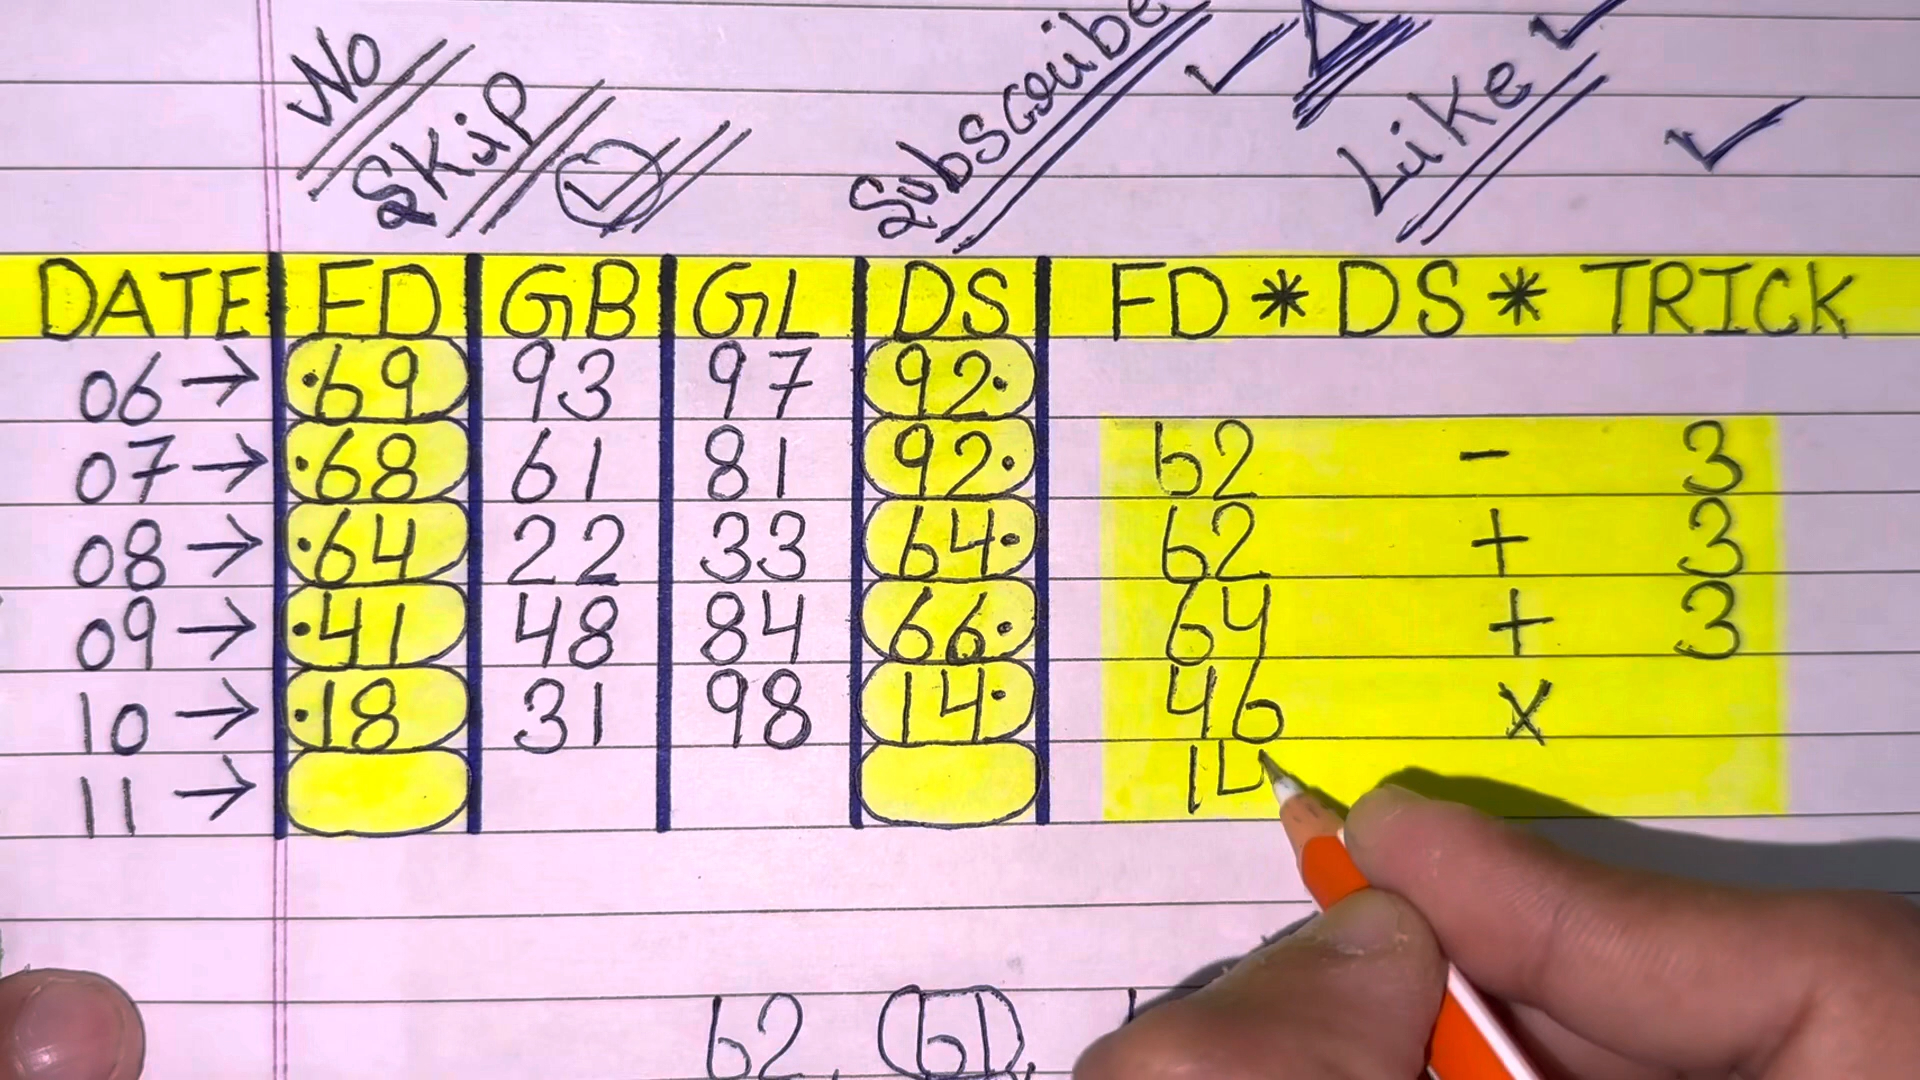 No
Skip
Subscribe
Like
DATE FD GB GL DS FD * DS * TRICK
06 → 69 93 97 92
07 → 68 61 81 92 62 - 3
08 → 64 22 33 64 62 + 3
09 → 41 48 84 66 64 + 3
10 → 18 31 98 14 46 x
11 → 14
62, 61,